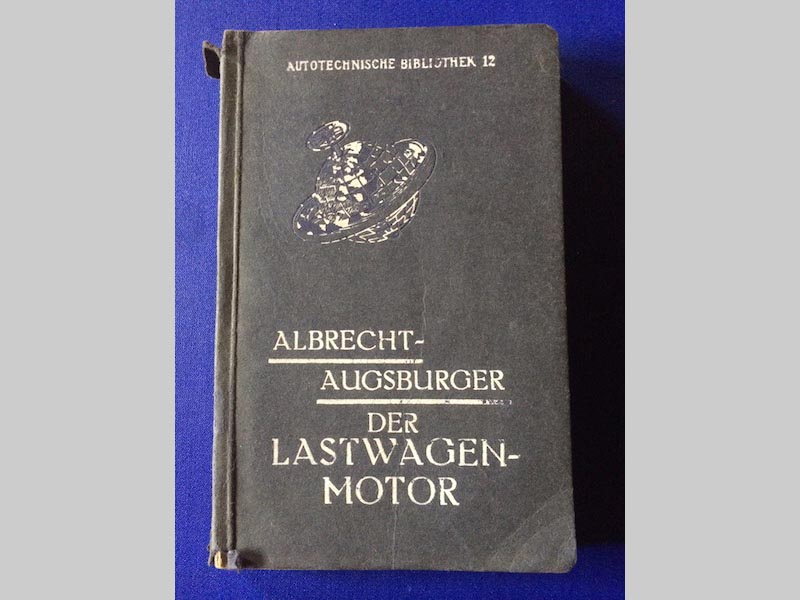 AUTOTECHNISCHE BIBLIOTHEK 12
ALBRECHT-
AUGSBURGER
DER
LASTWAGEN-
MOTOR